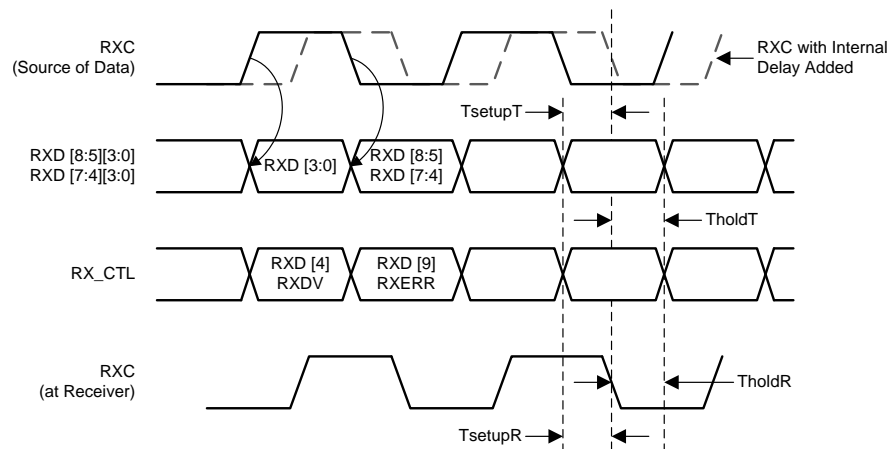 RXC
(Source of Data)
RXC with Internal
Delay Added
TsetupT
RXD [8:5][3:0]
RXD [7:4][3:0]
RXD [3:0]
RXD [8:5]
RXD [7:4]
TholdT
RX_CTL
RXD [4]
RXDV
RXD [9]
RXERR
RXC
(at Receiver)
TholdR
TsetupR